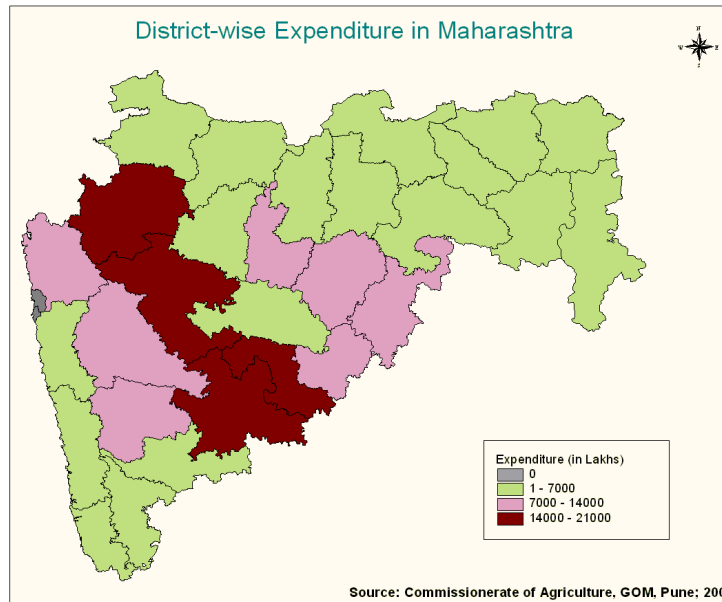 District-wise Expenditure in Maharashtra
N
W E
S
Expenditure (in Lakhs)
0
1 - 7000
7000 - 14000
14000 - 21000
Source: Commissionerate of Agriculture, GOM, Pune; 200